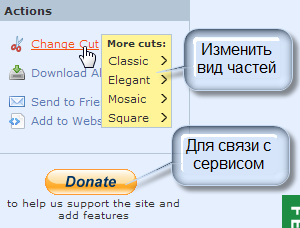 Actions
Change Cut
More cuts:
Classic >
Elegant >
Mosaic >
Square >
Изменить
вид частей
Download Al
Send to Frie
Add to Webs
Для связи с
сервисом
Donate
to help us support the site and
add features